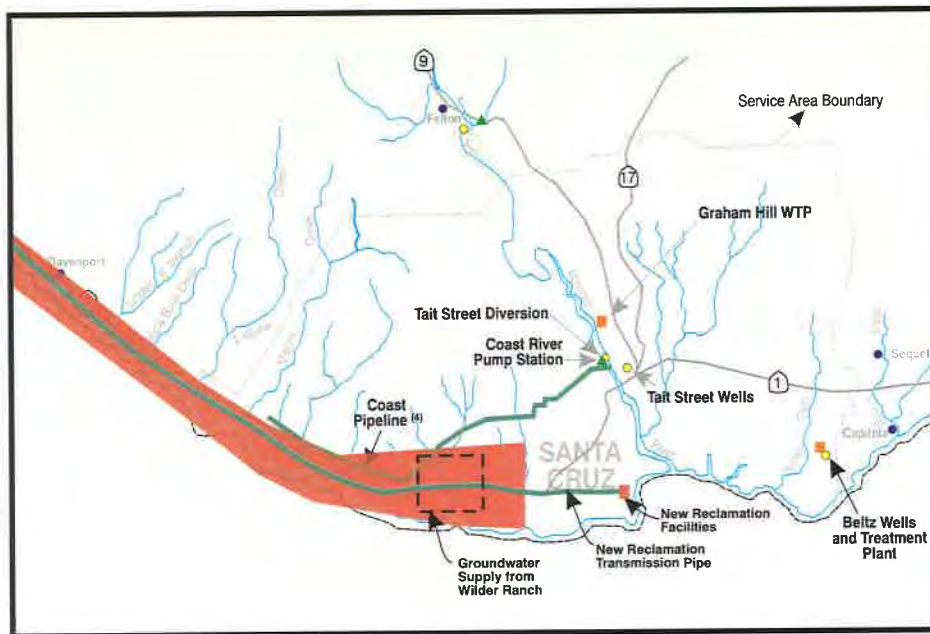 9
Felton
Service Area Boundary
17
Graham Hill WTP
Davenport
Tait Street Diversion
Coast River
Pump Station
Sequel
1
Tait Street Wells
Coast
Pipeline (4)
SANTA
CRUZ
Capitola
New Reclamation
Facilities
Beltz Wells
and Treatment
Plant
New Reclamation
Transmission Pipe
Groundwater
Supply from
Wilder Ranch